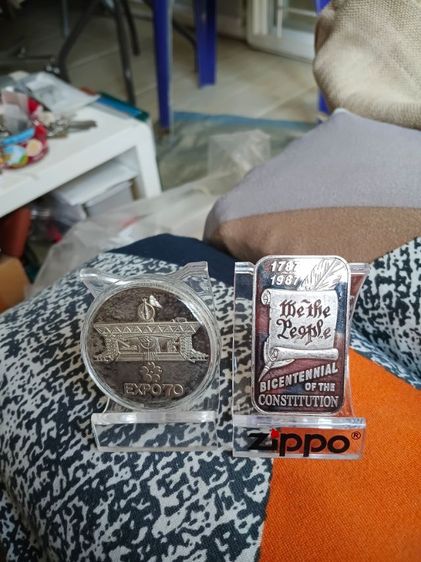 EXPO'70
1787
1987
We the
People
BICENTENNIAL
OF THE
CONSTITUTION
Zippo®